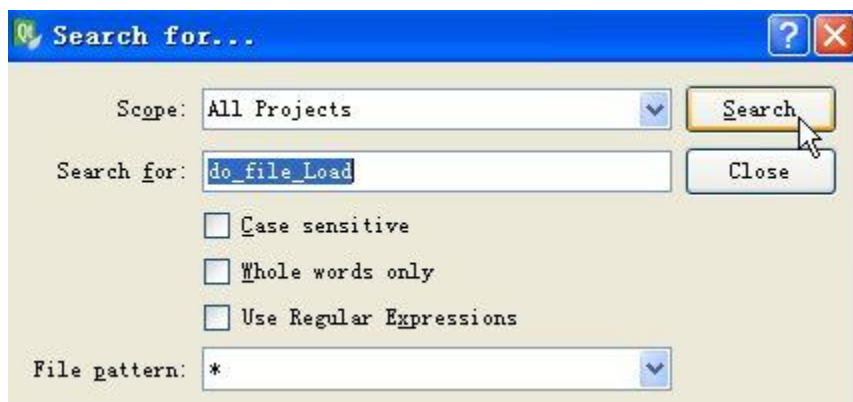 Search for...
Scope: All Projects Search
Search for: do_file_Load Close
Case sensitive
Whole words only
Use Regular Expressions
File pattern: *